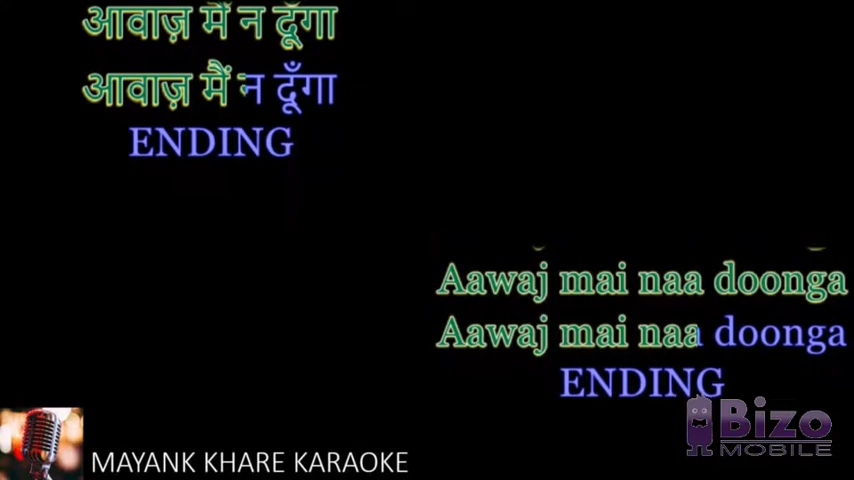 आवाज़ मैं न दूँगा
आवाज़ मैं न दूँगा
ENDING
Aawaj mai naa doonga
Aawaj mai naa doonga
ENDING
Bizo
MOBILE
MAYANK KHARE KARAOKE